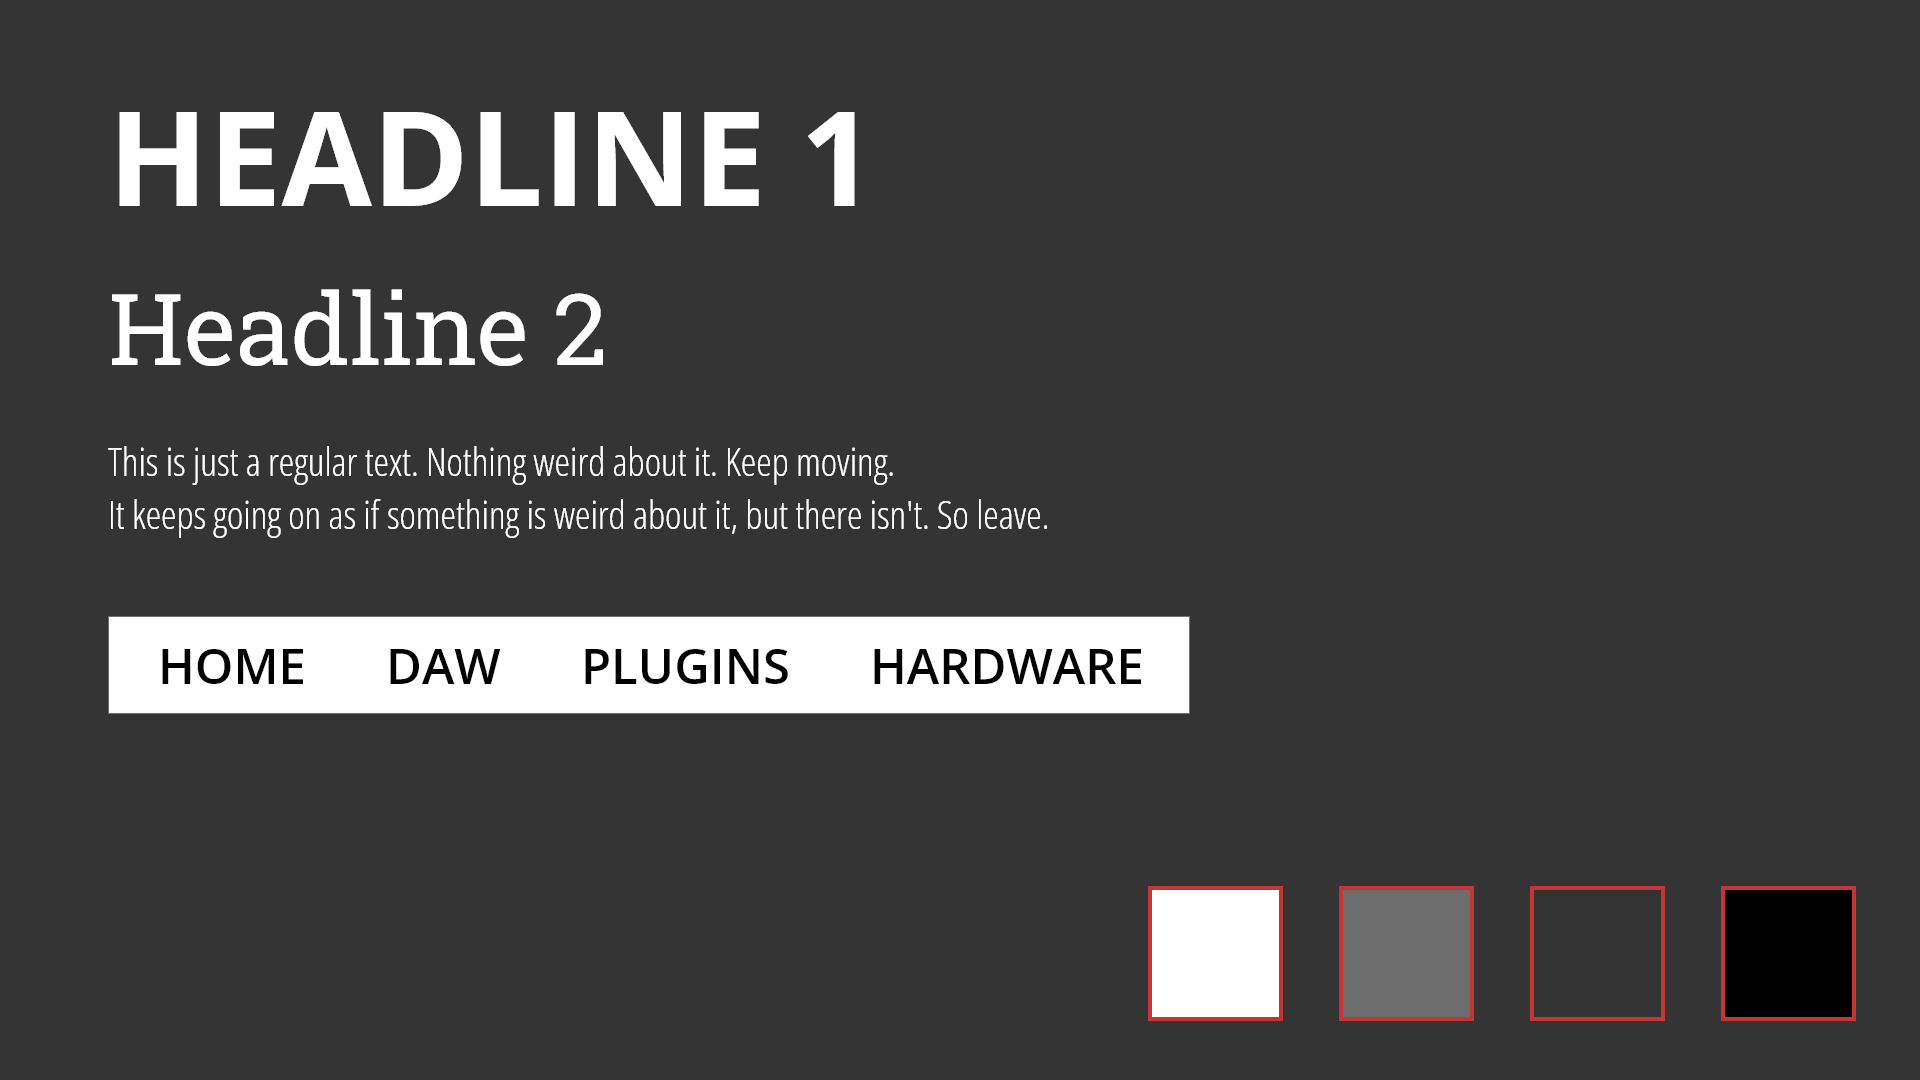 HEADLINE 1
Headline 2
This is just a regular text. Nothing weird about it. Keep moving.
It keeps going on as if something is weird about it, but there isn't. So leave.
HOME DAW PLUGINS HARDWARE